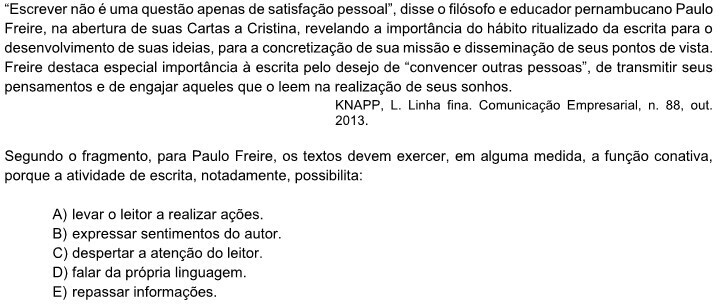 “Escrever não é uma questão apenas de satisfação pessoal”, disse o filósofo e educador pernambucano Paulo
Freire, na abertura de suas Cartas a Cristina, revelando a importância do hábito ritualizado da escrita para o
desenvolvimento de suas ideias, para a concretização de sua missão e disseminação de seus pontos de vista.
Freire destaca especial importância à escrita pelo desejo de “convencer outras pessoas”, de transmitir seus
pensamentos e de engajar aqueles que o leem na realização de seus sonhos.
KNAPP, L. Linha fina. Comunicação Empresarial, n. 88, out.
2013.
Segundo o fragmento, para Paulo Freire, os textos devem exercer, em alguma medida, a função conativa,
porque a atividade de escrita, notadamente, possibilita:
A) levar o leitor a realizar ações.
B) expressar sentimentos do autor.
C) despertar a atenção do leitor.
D) falar da própria linguagem.
E) repassar informações.